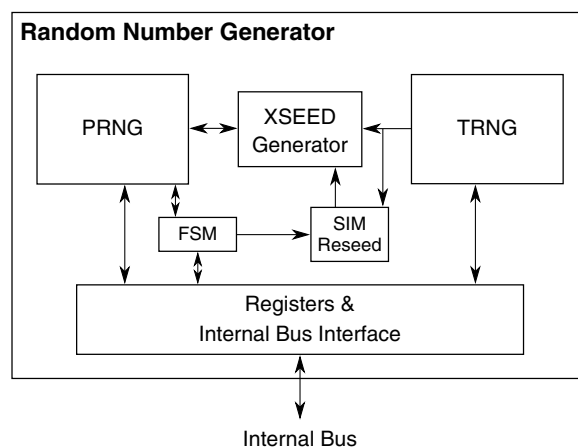 Random Number Generator
PRNG
XSEED
Generator
TRNG
FSM
SIM
Reseed
Registers &
Internal Bus Interface
Internal Bus